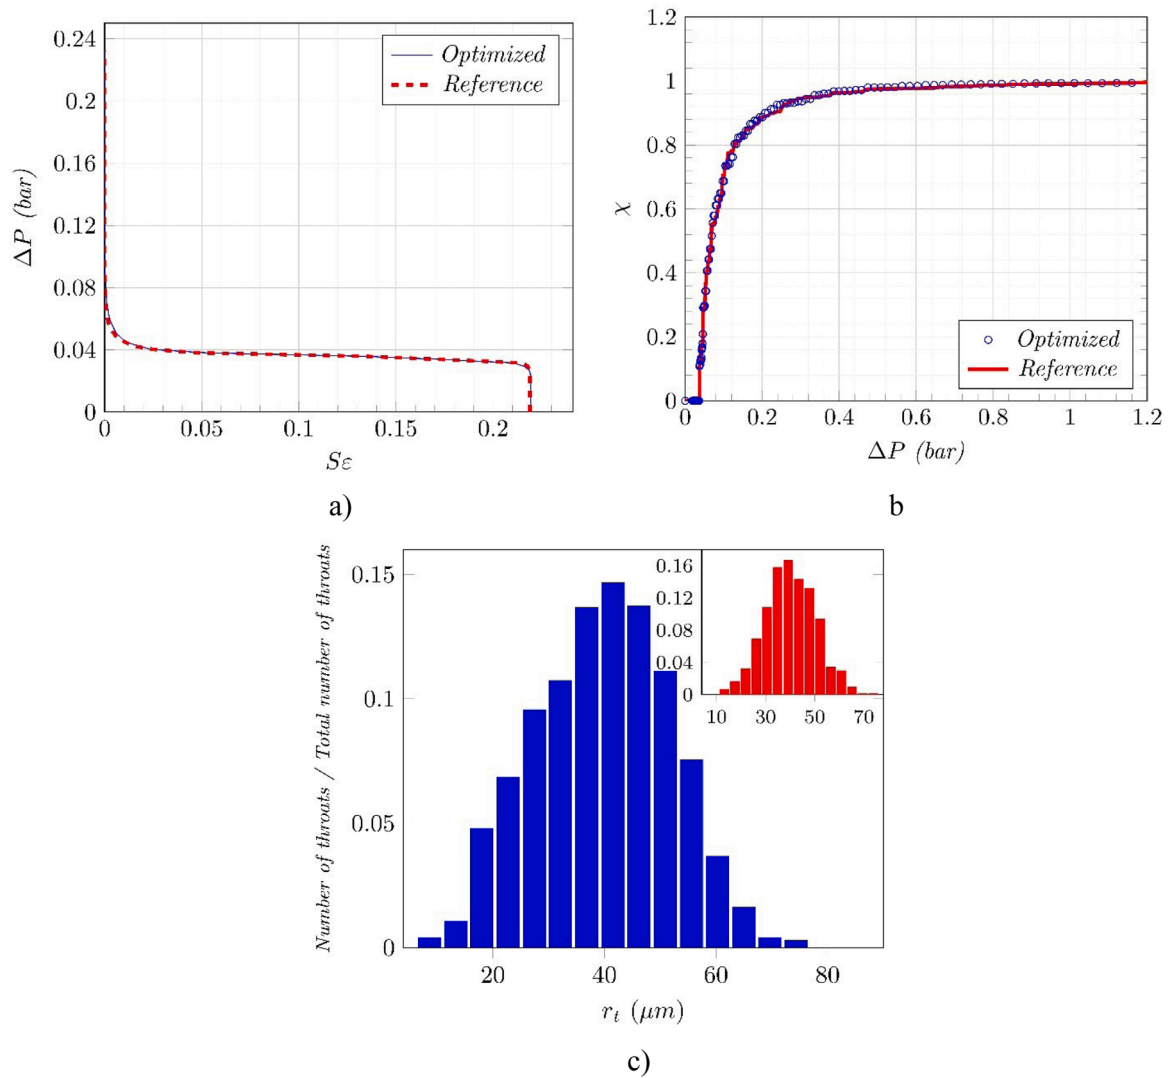 0.24
0.2
0.16
0.12
0.08
0.04
0
ΔP (bar)
Optimized
Reference
0 0.05 0.1 0.15 0.2
Sε
a)
1.2
1
0.8
0.6
0.4
0.2
0
χ
Optimized
Reference
0 0.2 0.4 0.6 0.8 1 1.2
ΔP (bar)
b
Number of throats / Total number of throats
0.15
0.1
0.05
0
0.16
0.12
0.08
0.04
0
10 30 50 70
20 40 60 80
r_t (μm)
c)